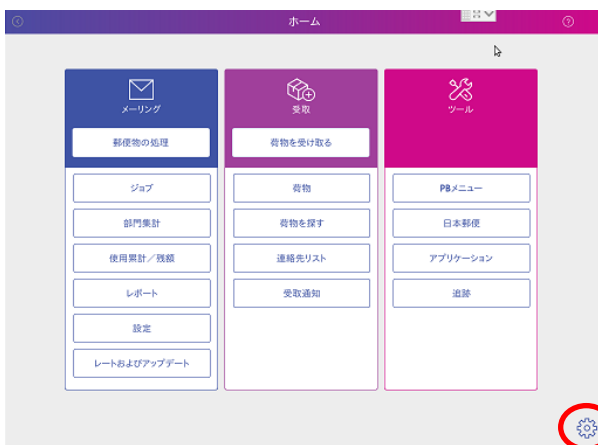 ホーム
メーリング
郵便物の処理
ジョブ
部門集計
使用累計／残額
レポート
設定
レートおよびアップデート
受取
荷物を受け取る
荷物
荷物を探す
連絡先リスト
受取通知
ツール
PBメニュー
日本郵便
アプリケーション
追跡